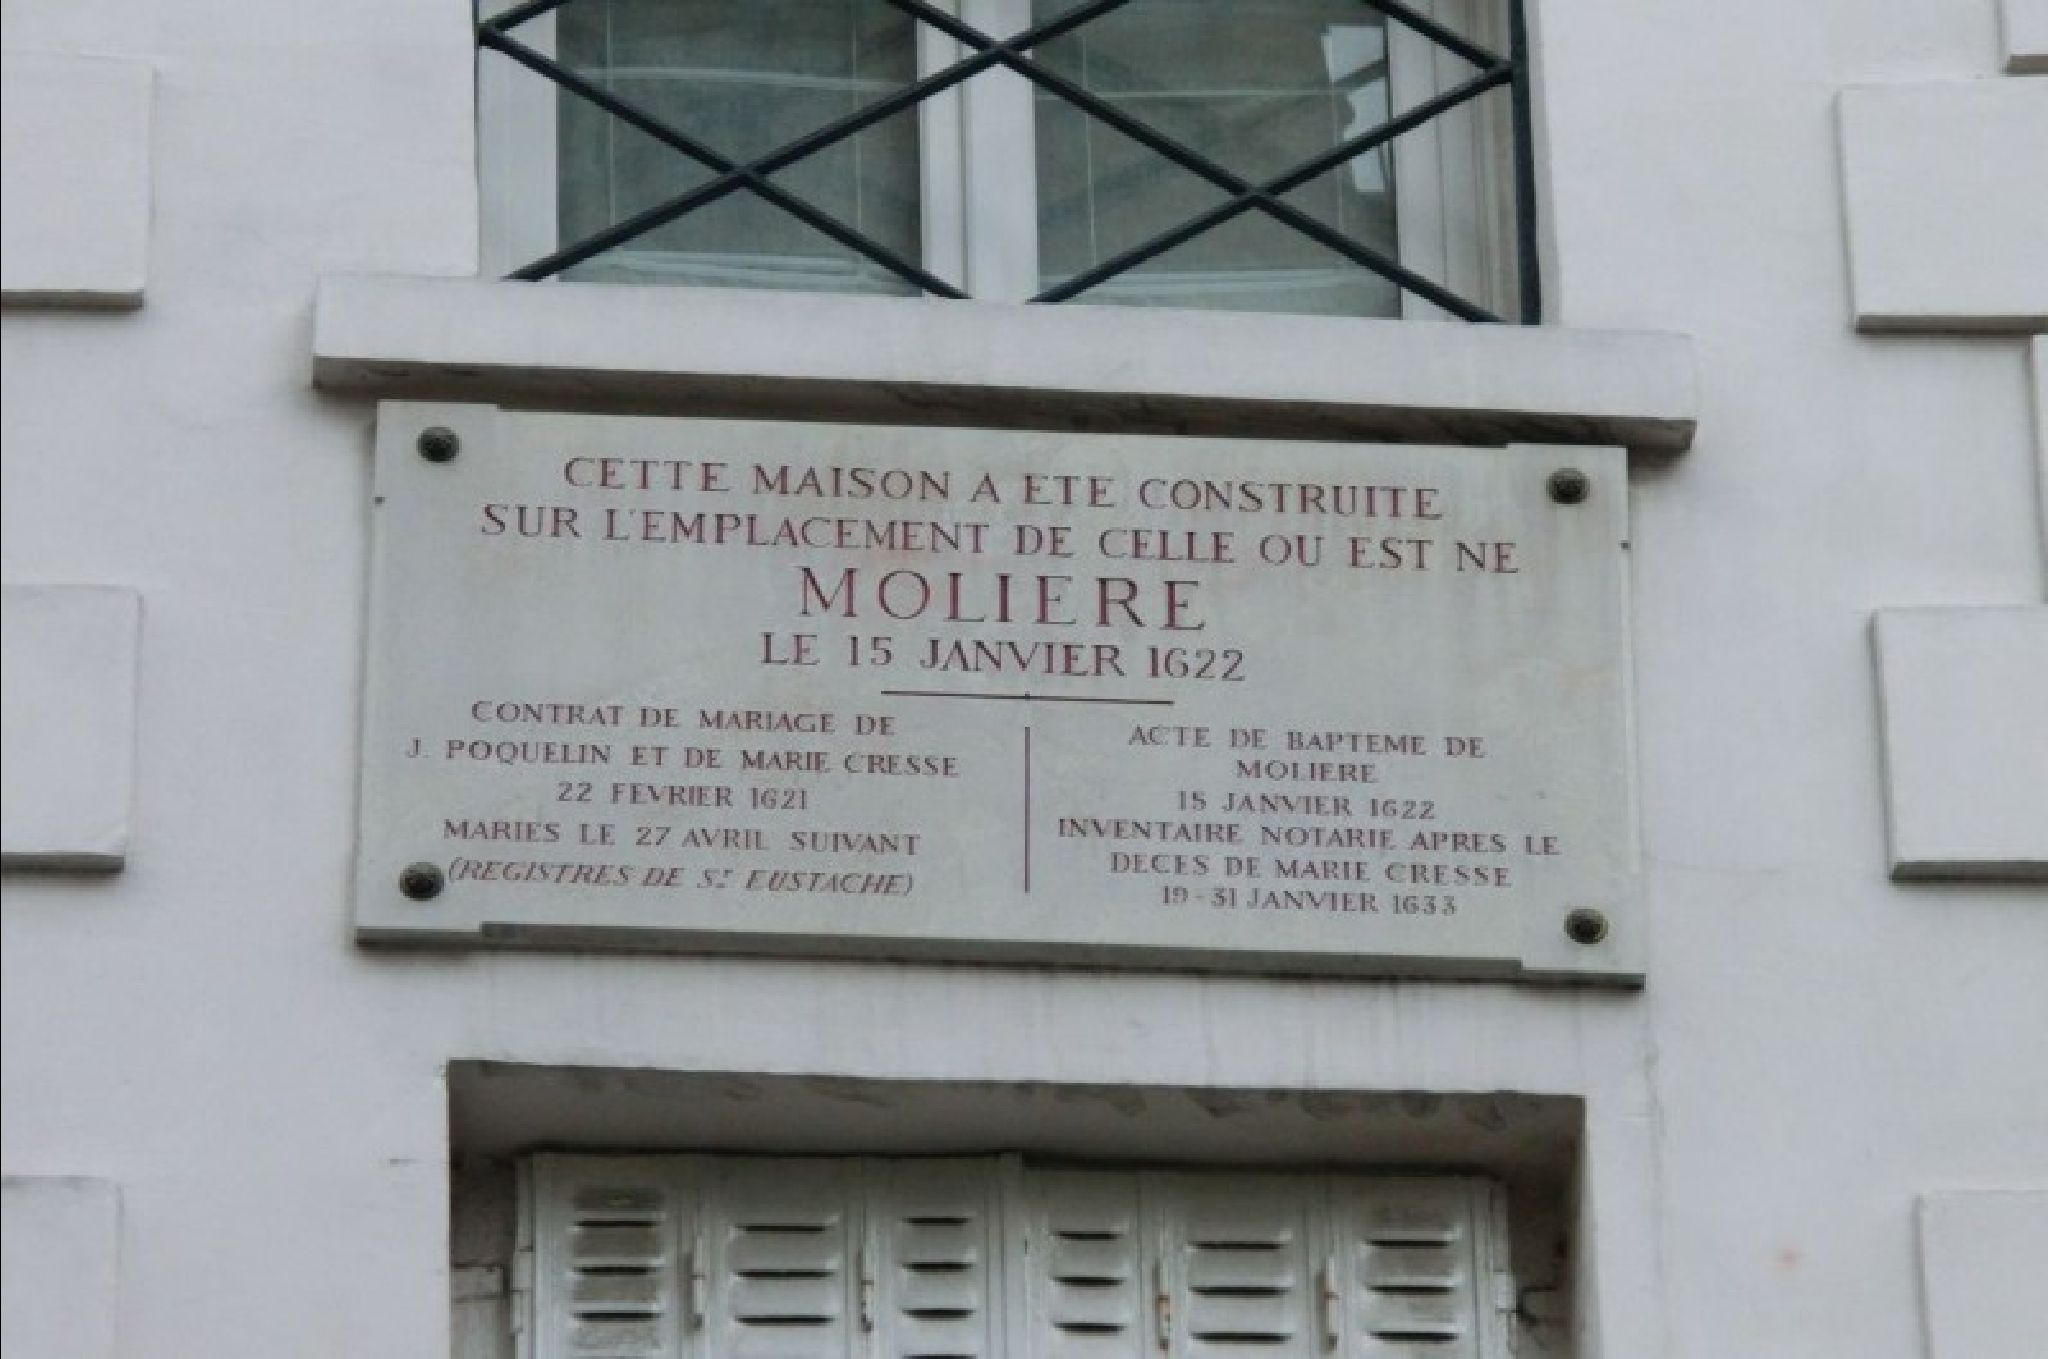 CETTE MAISON A ETE CONSTRUITE
SUR L'EMPLACEMENT DE CELLE OU EST NE
MOLIERE
LE 15 JANVIER 1622
CONTRAT DE MARIAGE DE
J. POQUELIN ET DE MARIE CRESSE
22 FEVRIER 1621
MARIES LE 27 AVRIL SUIVANT
(REGISTRES DE ST EUSTACHE)
ACTE DE BAPTEME DE
MOLIERE
15 JANVIER 1622
INVENTAIRE NOTARIE APRES LE
DECES DE MARIE CRESSE
19-31 JANVIER 1633